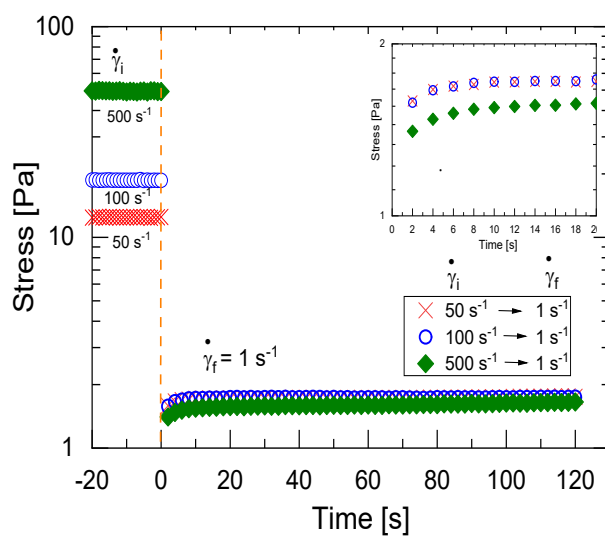 100
10
1
Stress [Pa]
-20 0 20 40 60 80 100 120
Time [s]
γ̇i
500 s-1
100 s-1
50 s-1
γ̇f = 1 s-1
2
1
Stress [Pa]
0 2 4 6 8 10 12 14 16 18 20
Time [s]
γ̇i γ̇f
50 s-1 → 1 s-1
100 s-1 → 1 s-1
500 s-1 → 1 s-1